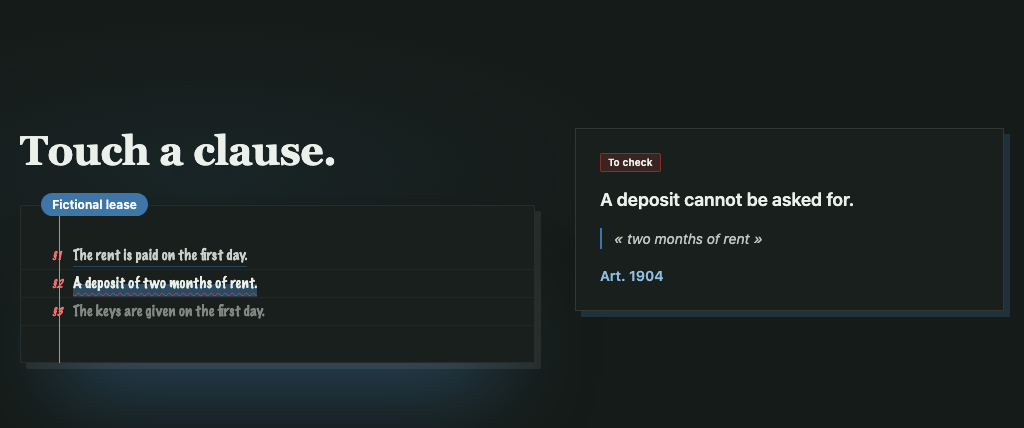 Touch a clause.
Fictional lease
§1 The rent is paid on the first day.
§2 A deposit of two months of rent.
§3 The keys are given on the first day.
To check
A deposit cannot be asked for.
« two months of rent »
Art. 1904